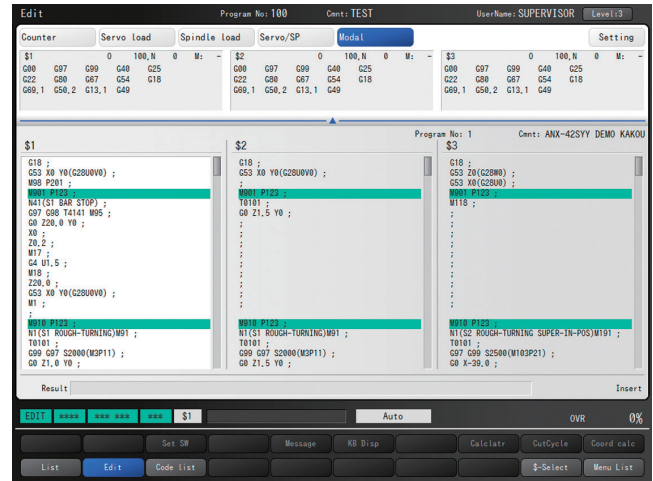 Edit Program No: 100 Cmnt: TEST UserName: SUPERVISOR Level:3
Counter Servo load Spindle load Servo/SP Modal Setting
$1 0 100,N 0 M: -
G00 G97 G99 G40 G25
G22 G80 G67 G54 G18
G69.1 G50.2 G13.1 G49
$2 0 100,N 0 M: -
G00 G97 G99 G40 G25
G22 G80 G67 G54 G18
G69.1 G50.2 G13.1 G49
$3 0 100,N 0 M: -
G00 G97 G99 G40 G25
G22 G80 G67 G54 G18
G69.1 G50.2 G13.1 G49
Program No: 1 Cmnt: ANX-42SYY DEMO KAKOU
$1
G18 ;
G53 X0 Y0(G28U0V0) ;
M98 P201 ;
M901 P123 ;
N41(S1 BAR STOP) ;
G97 G98 T4141 M95 ;
G0 Z20.0 Y0 ;
X0 ;
Z0.2 ;
M17 ;
G4 U1.5 ;
M18 ;
Z20.0 ;
G53 X0 Y0(G28U0V0) ;
M1 ;
;
M910 P123 ;
N1(S1 ROUGH-TURNING)M91 ;
T0101 ;
G99 G97 S2000(M3P11) ;
G0 Z1.0 Y0 ;
$2
G18 ;
G53 X0 Y0(G28U0V0) ;
;
M901 P123 ;
T0101 ;
G0 Z1.5 Y0 ;
;
;
;
;
;
;
;
;
;
;
M910 P123 ;
N1(S1 ROUGH-TURNING)M91 ;
T0101 ;
G99 G97 S2000(M3P11) ;
G0 Z1.5 Y0 ;
$3
G18 ;
G53 Z0(G28W0) ;
G53 X0(G28U0) ;
M901 P123 ;
M118 ;
;
;
;
;
;
;
;
;
;
;
;
M910 P123 ;
N1(S2 ROUGH-TURNING SUPER-IN-POS)M191 ;
T0101 ;
G97 G99 S2500(M103P21) ;
G0 X-39.0 ;
Result Insert
EDIT **** *** *** *** $1 Auto OVR 0%
Set SW Message KB Disp Calclatr CutCycle Coord calc
List Edit Code list $-Select Menu List